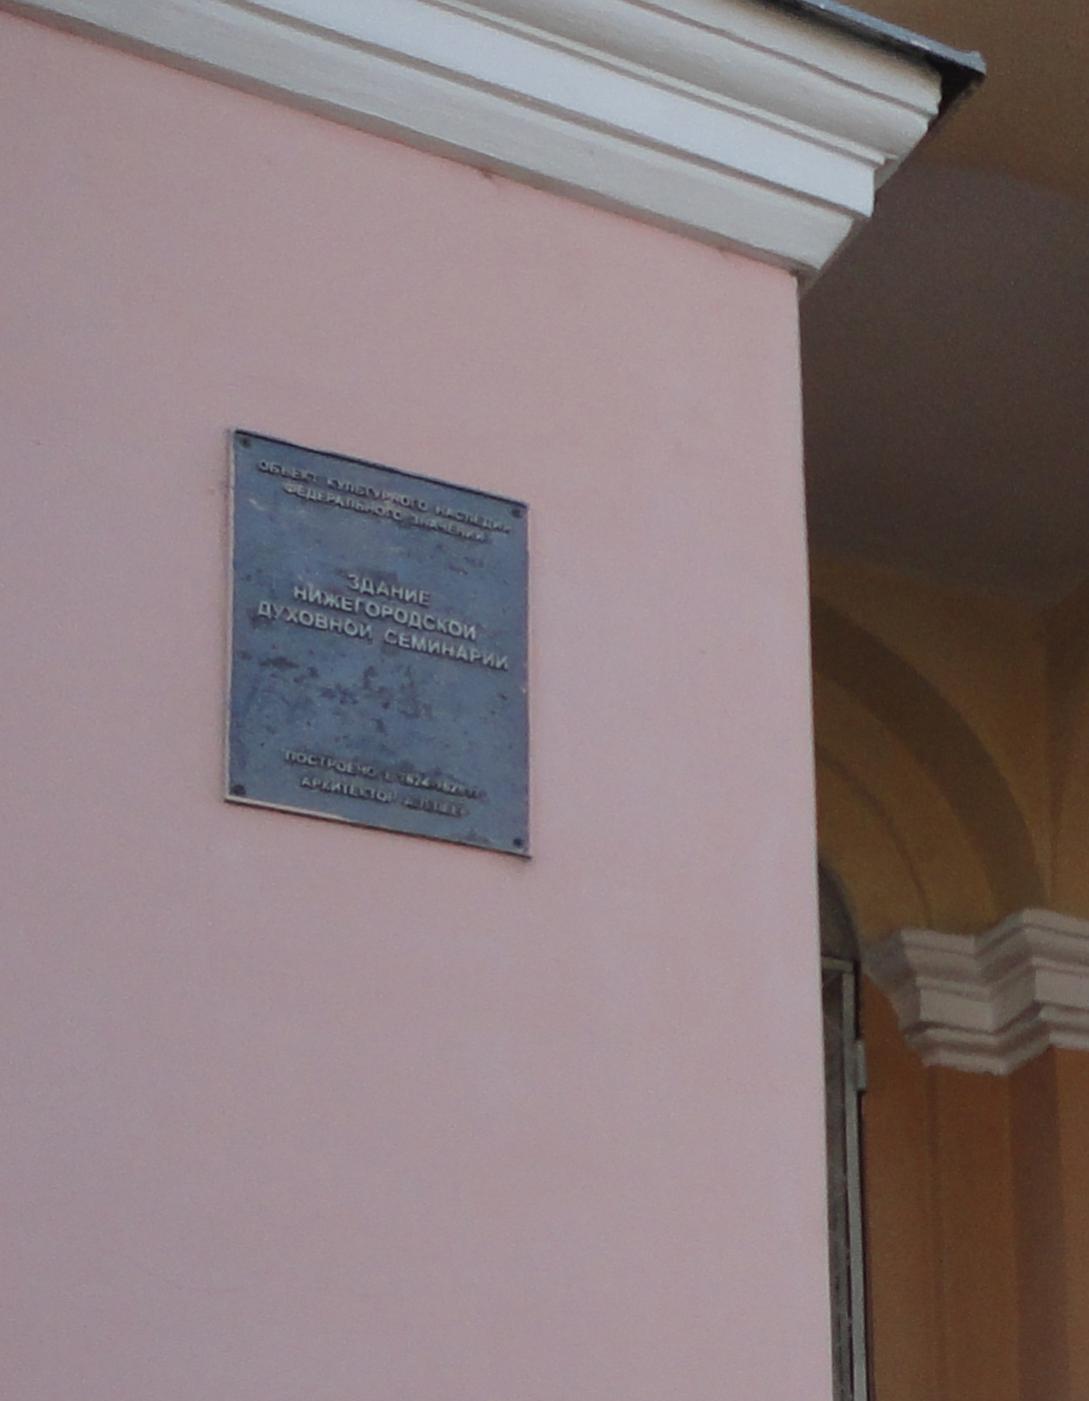 ОБЪЕКТ КУЛЬТУРНОГО НАСЛЕДИЯ
ФЕДЕРАЛЬНОГО ЗНАЧЕНИЯ
ЗДАНИЕ
НИЖЕГОРОДСКОЙ
ДУХОВНОЙ СЕМИНАРИИ
ПОСТРОЕНО В
АРХИТЕКТОР